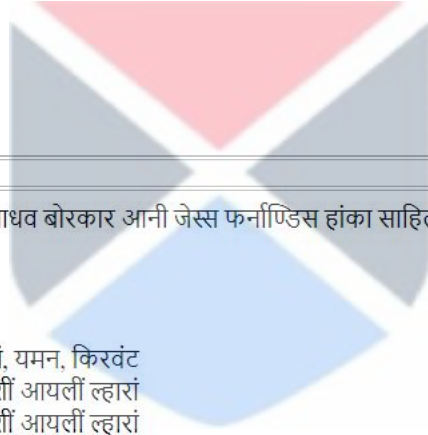 माधव बोरकार आनी जेस्स फर्नाण्डिस हांका
यमन, किरवंट
आयलीं ल्हारां
आयलीं ल्हारां